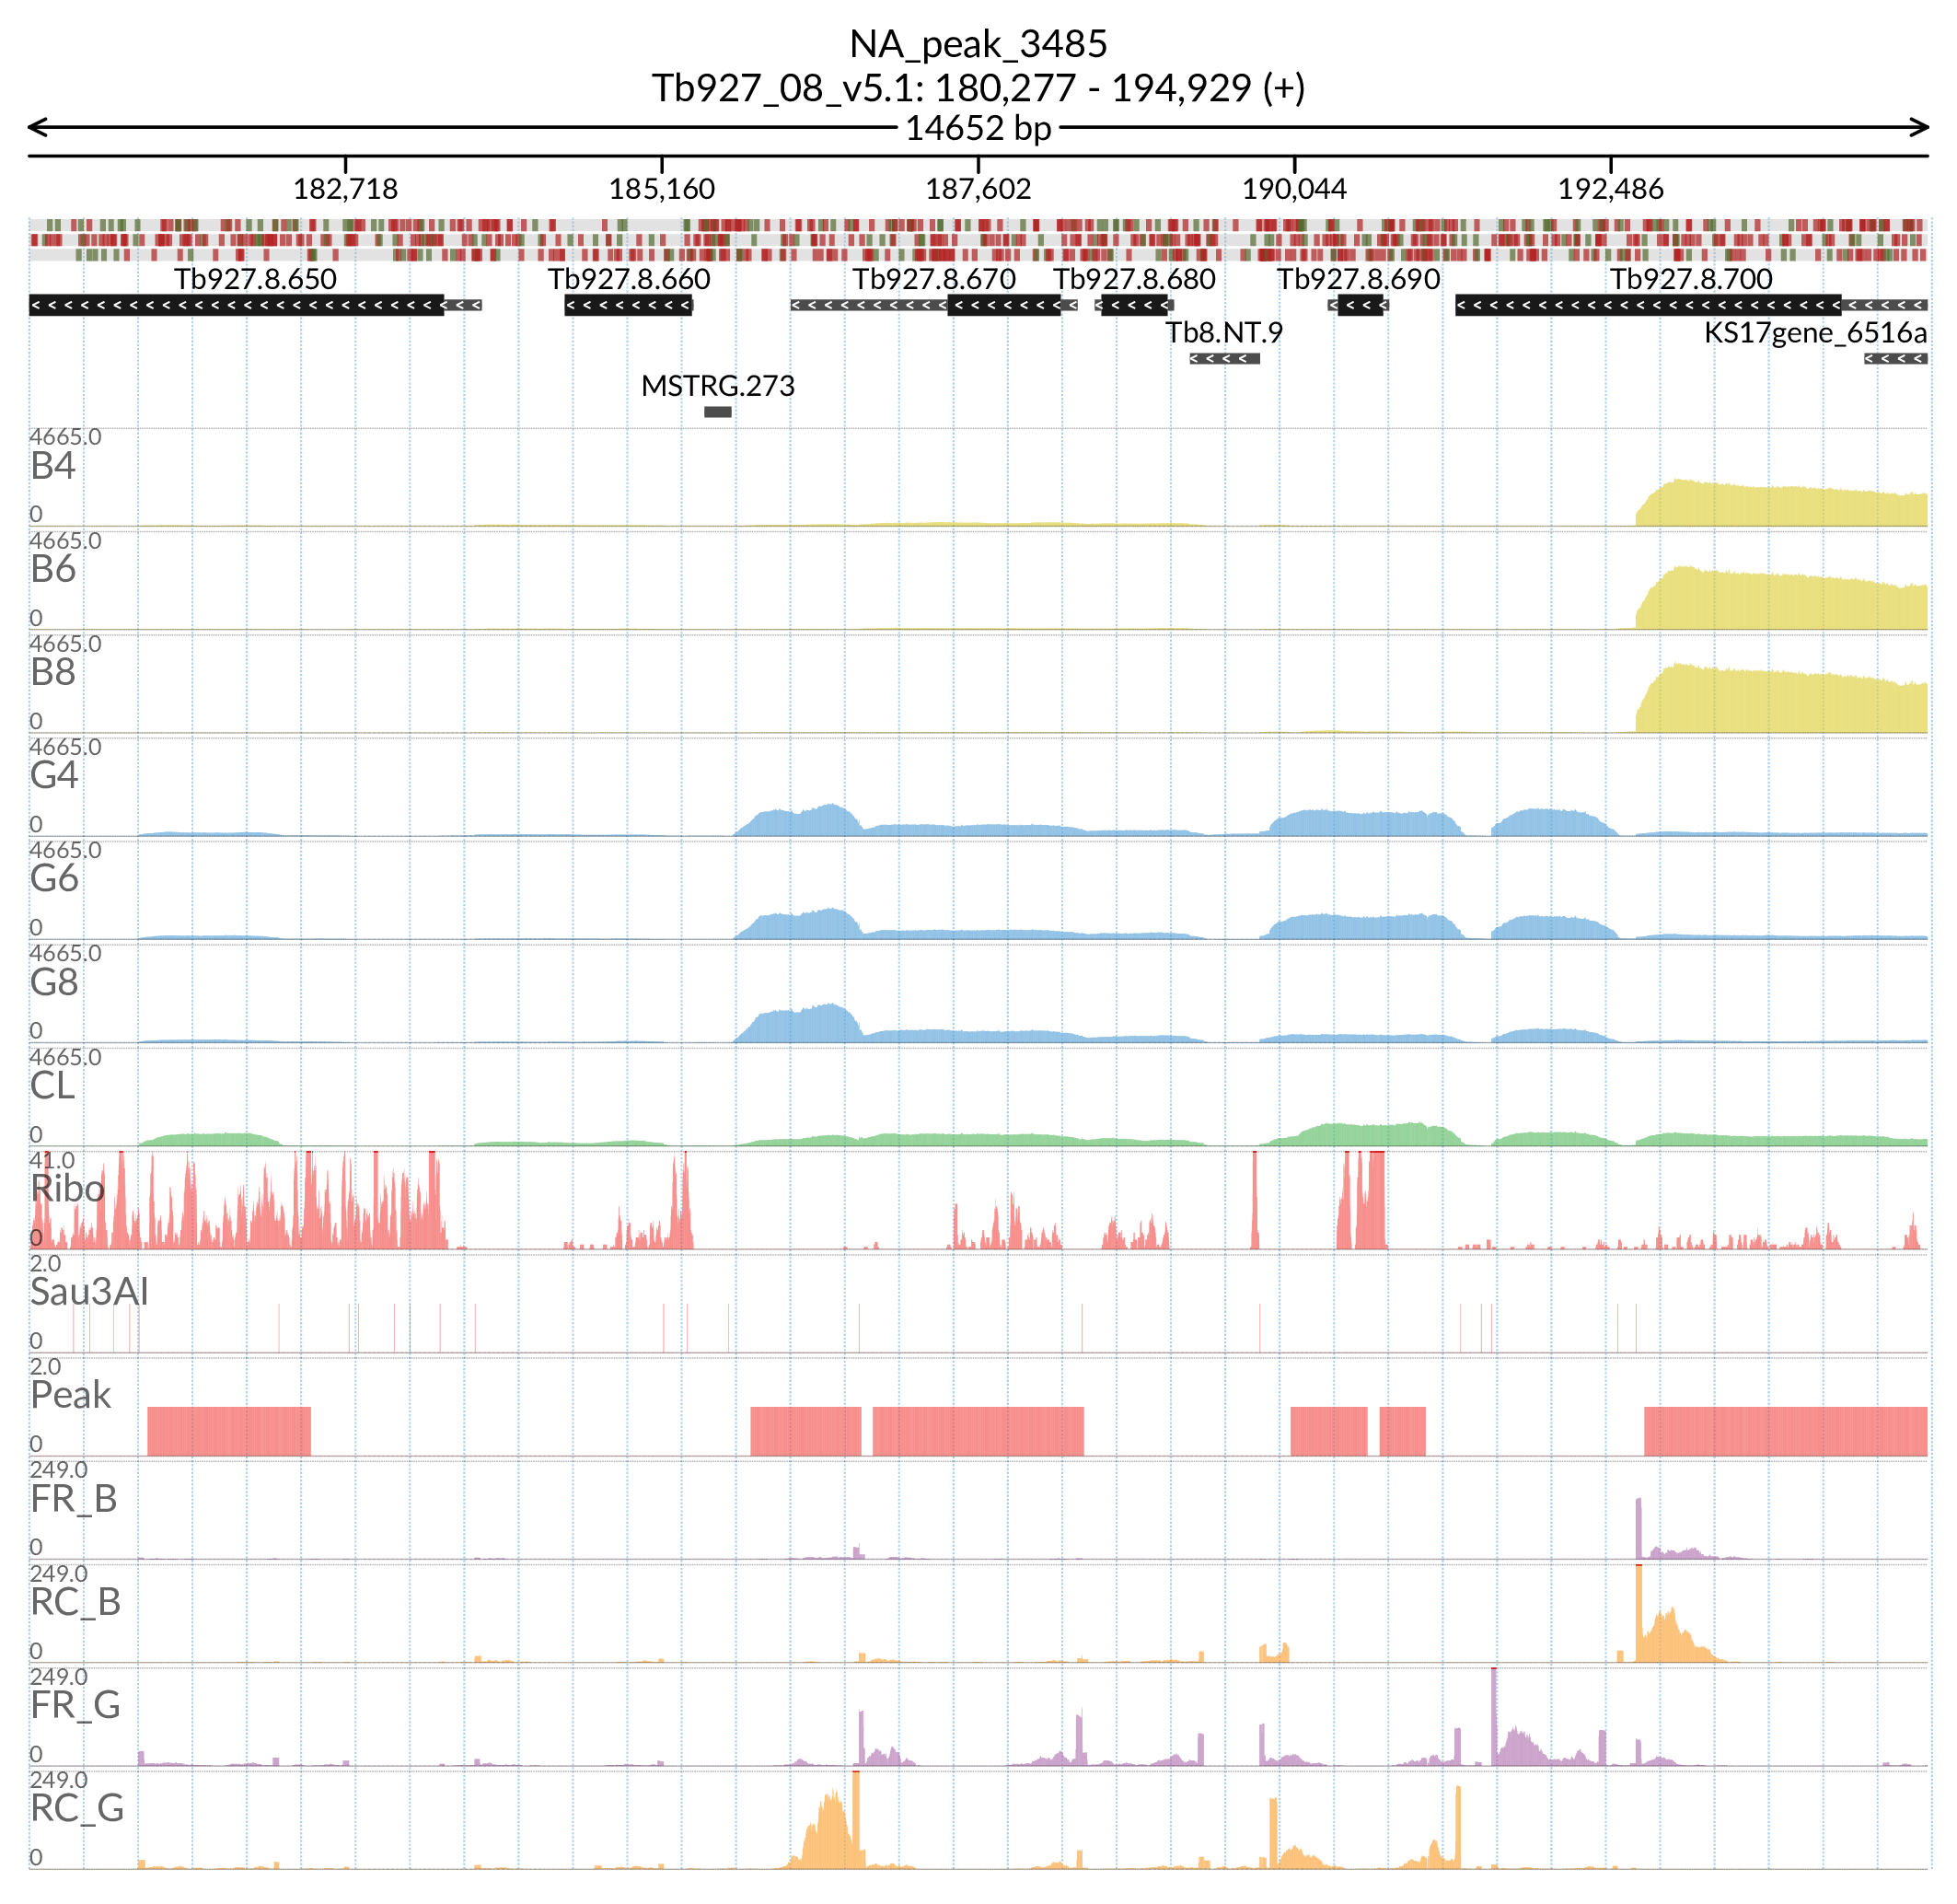 NA_peak_3485
Tb927_08_v5.1: 180,277 - 194,929 (+)
14652 bp
182,718 185,160 187,602 190,044 192,486
Tb927.8.650 Tb927.8.660 Tb927.8.670 Tb927.8.680 Tb927.8.690 Tb927.8.700
Tb8.NT.9 KS17gene_6516a
MSTRG.273
4665.0
B4
0
4665.0
B6
0
4665.0
B8
0
4665.0
G4
0
4665.0
G6
0
4665.0
G8
0
4665.0
CL
0
41.0
Ribo
0
2.0
Sau3AI
0
2.0
Peak
0
249.0
FR_B
0
249.0
RC_B
0
249.0
FR_G
0
249.0
RC_G
0